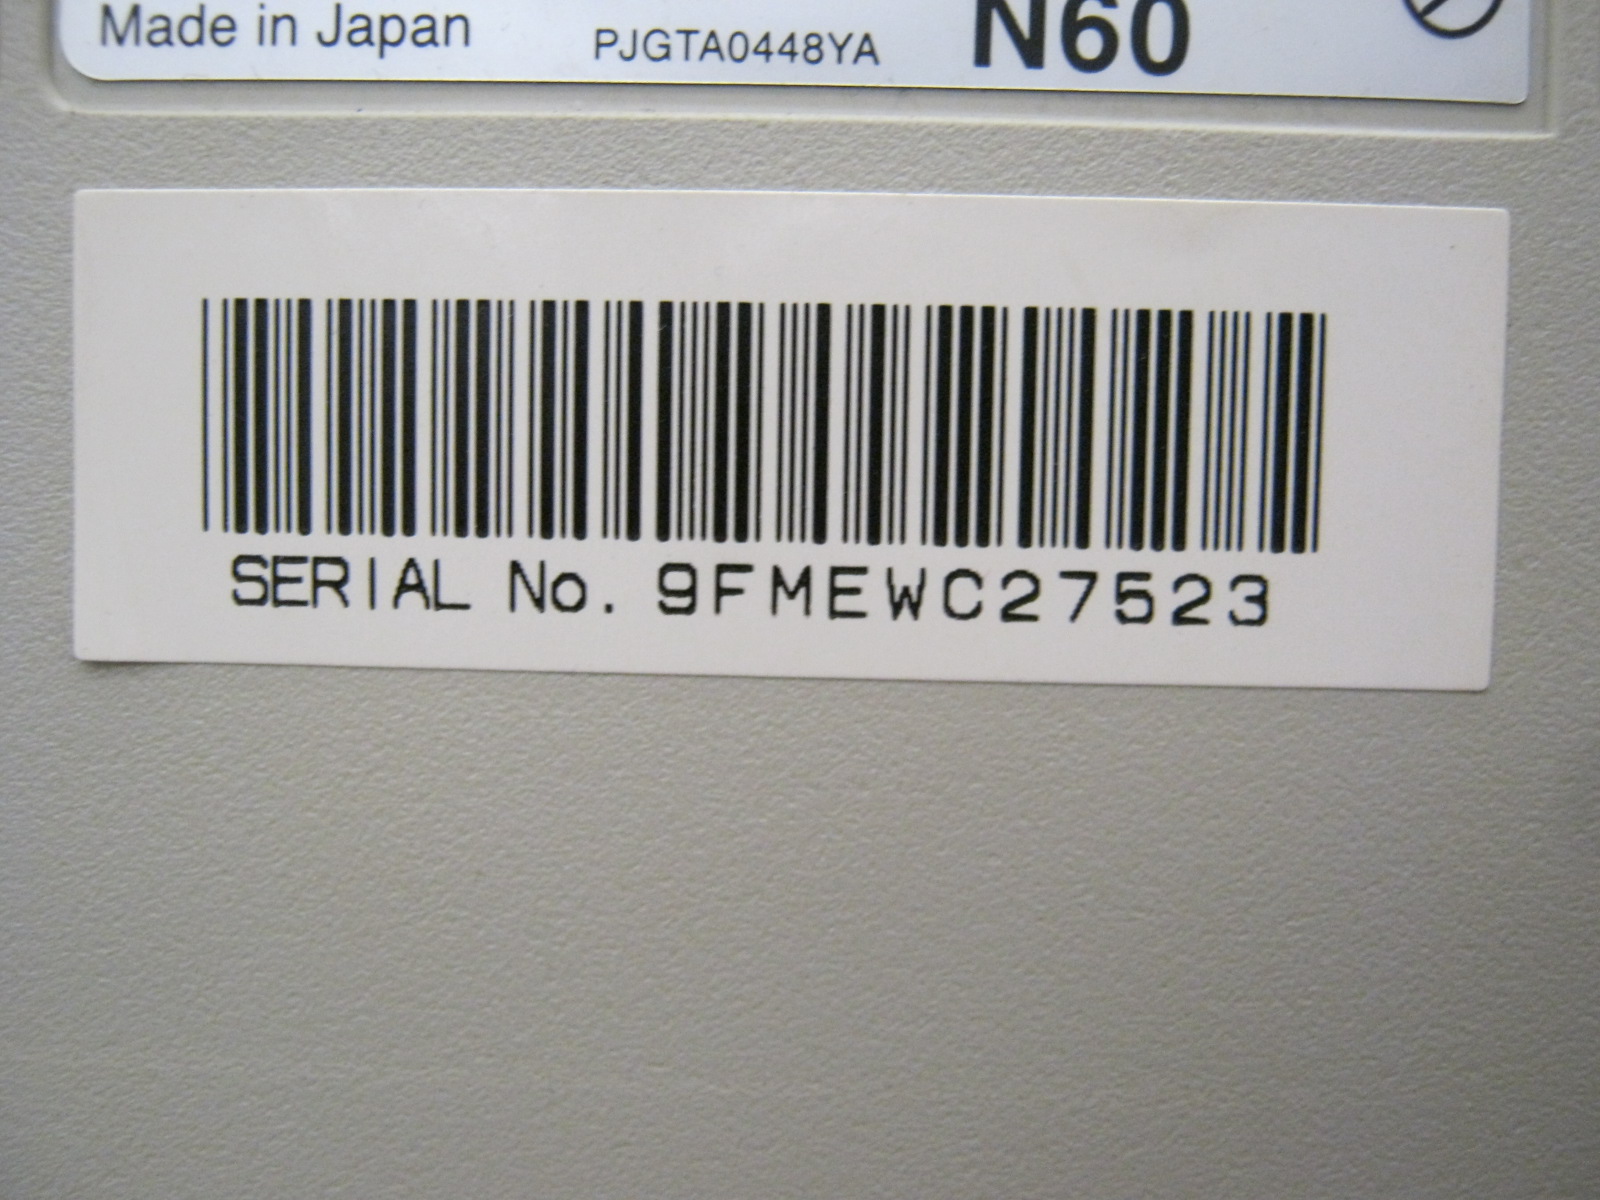 Made in Japan PJGTA0448YA N60
SERIAL No. 9FMEWC27523